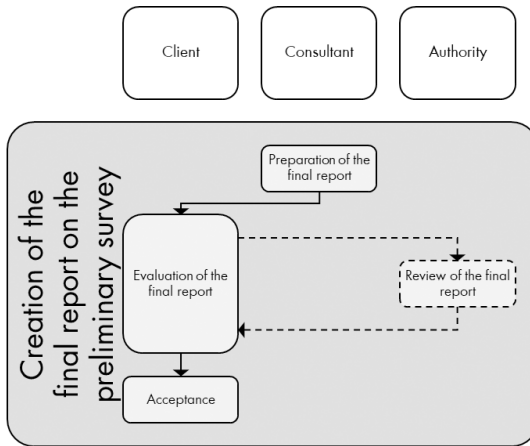 Client
Consultant
Authority
Creation of the
final report on the
preliminary survey
Preparation of the
final report
Evaluation of the
final report
Review of the final
report
Acceptance